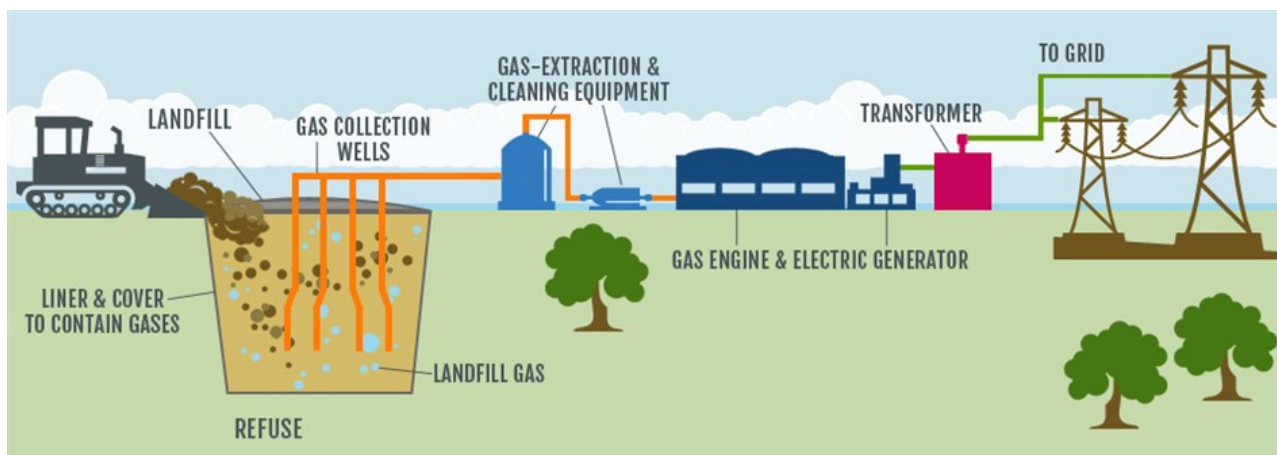 LANDFILL
GAS COLLECTION
WELLS
GAS-EXTRACTION &
CLEANING EQUIPMENT
TO GRID
TRANSFORMER
GAS ENGINE & ELECTRIC GENERATOR
LINER & COVER
TO CONTAIN GASES
LANDFILL GAS
REFUSE